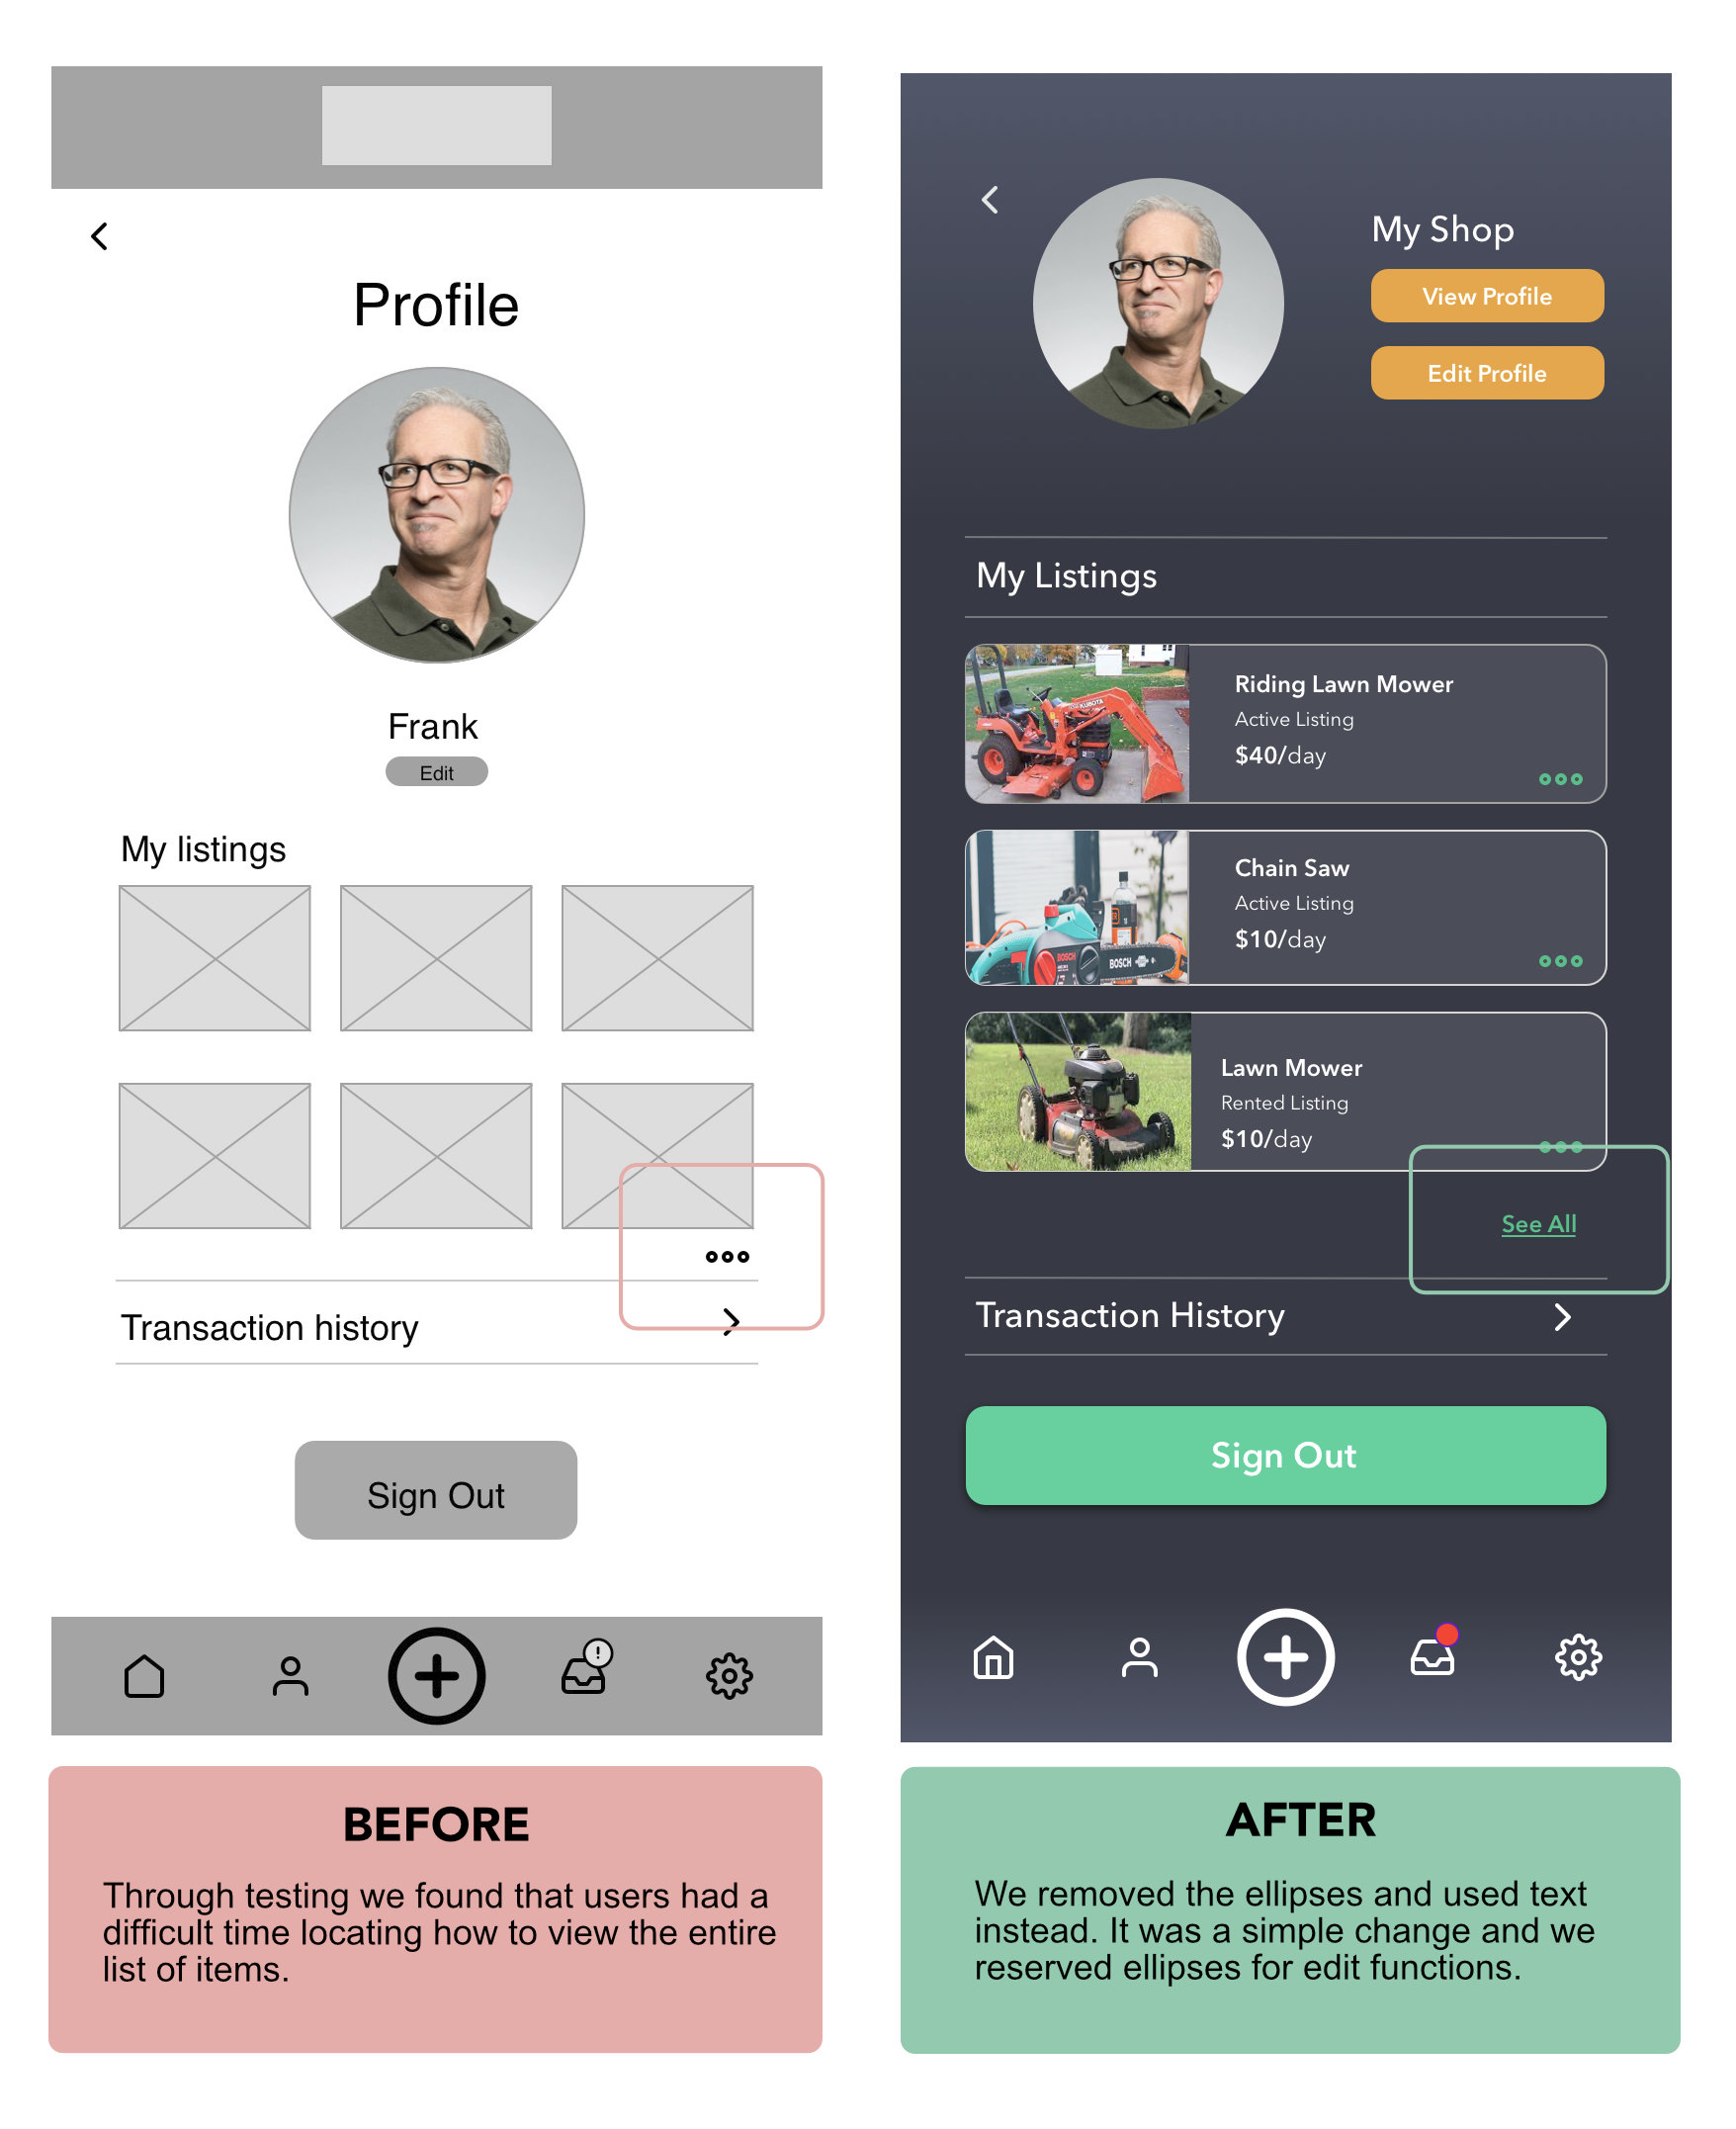 Profile
Frank
Edit
My listings
Transaction history
Sign Out
!
BEFORE
Through testing we found that users had a
difficult time locating how to view the entire
list of items.
My Shop
View Profile
Edit Profile
My Listings
KUBOTA
Riding Lawn Mower
Active Listing
$40/day
BOSCH
BOSCH
Chain Saw
Active Listing
$10/day
Lawn Mower
Rented Listing
$10/day
See All
Transaction History
Sign Out
AFTER
We removed the ellipses and used text
instead. It was a simple change and we
reserved ellipses for edit functions.